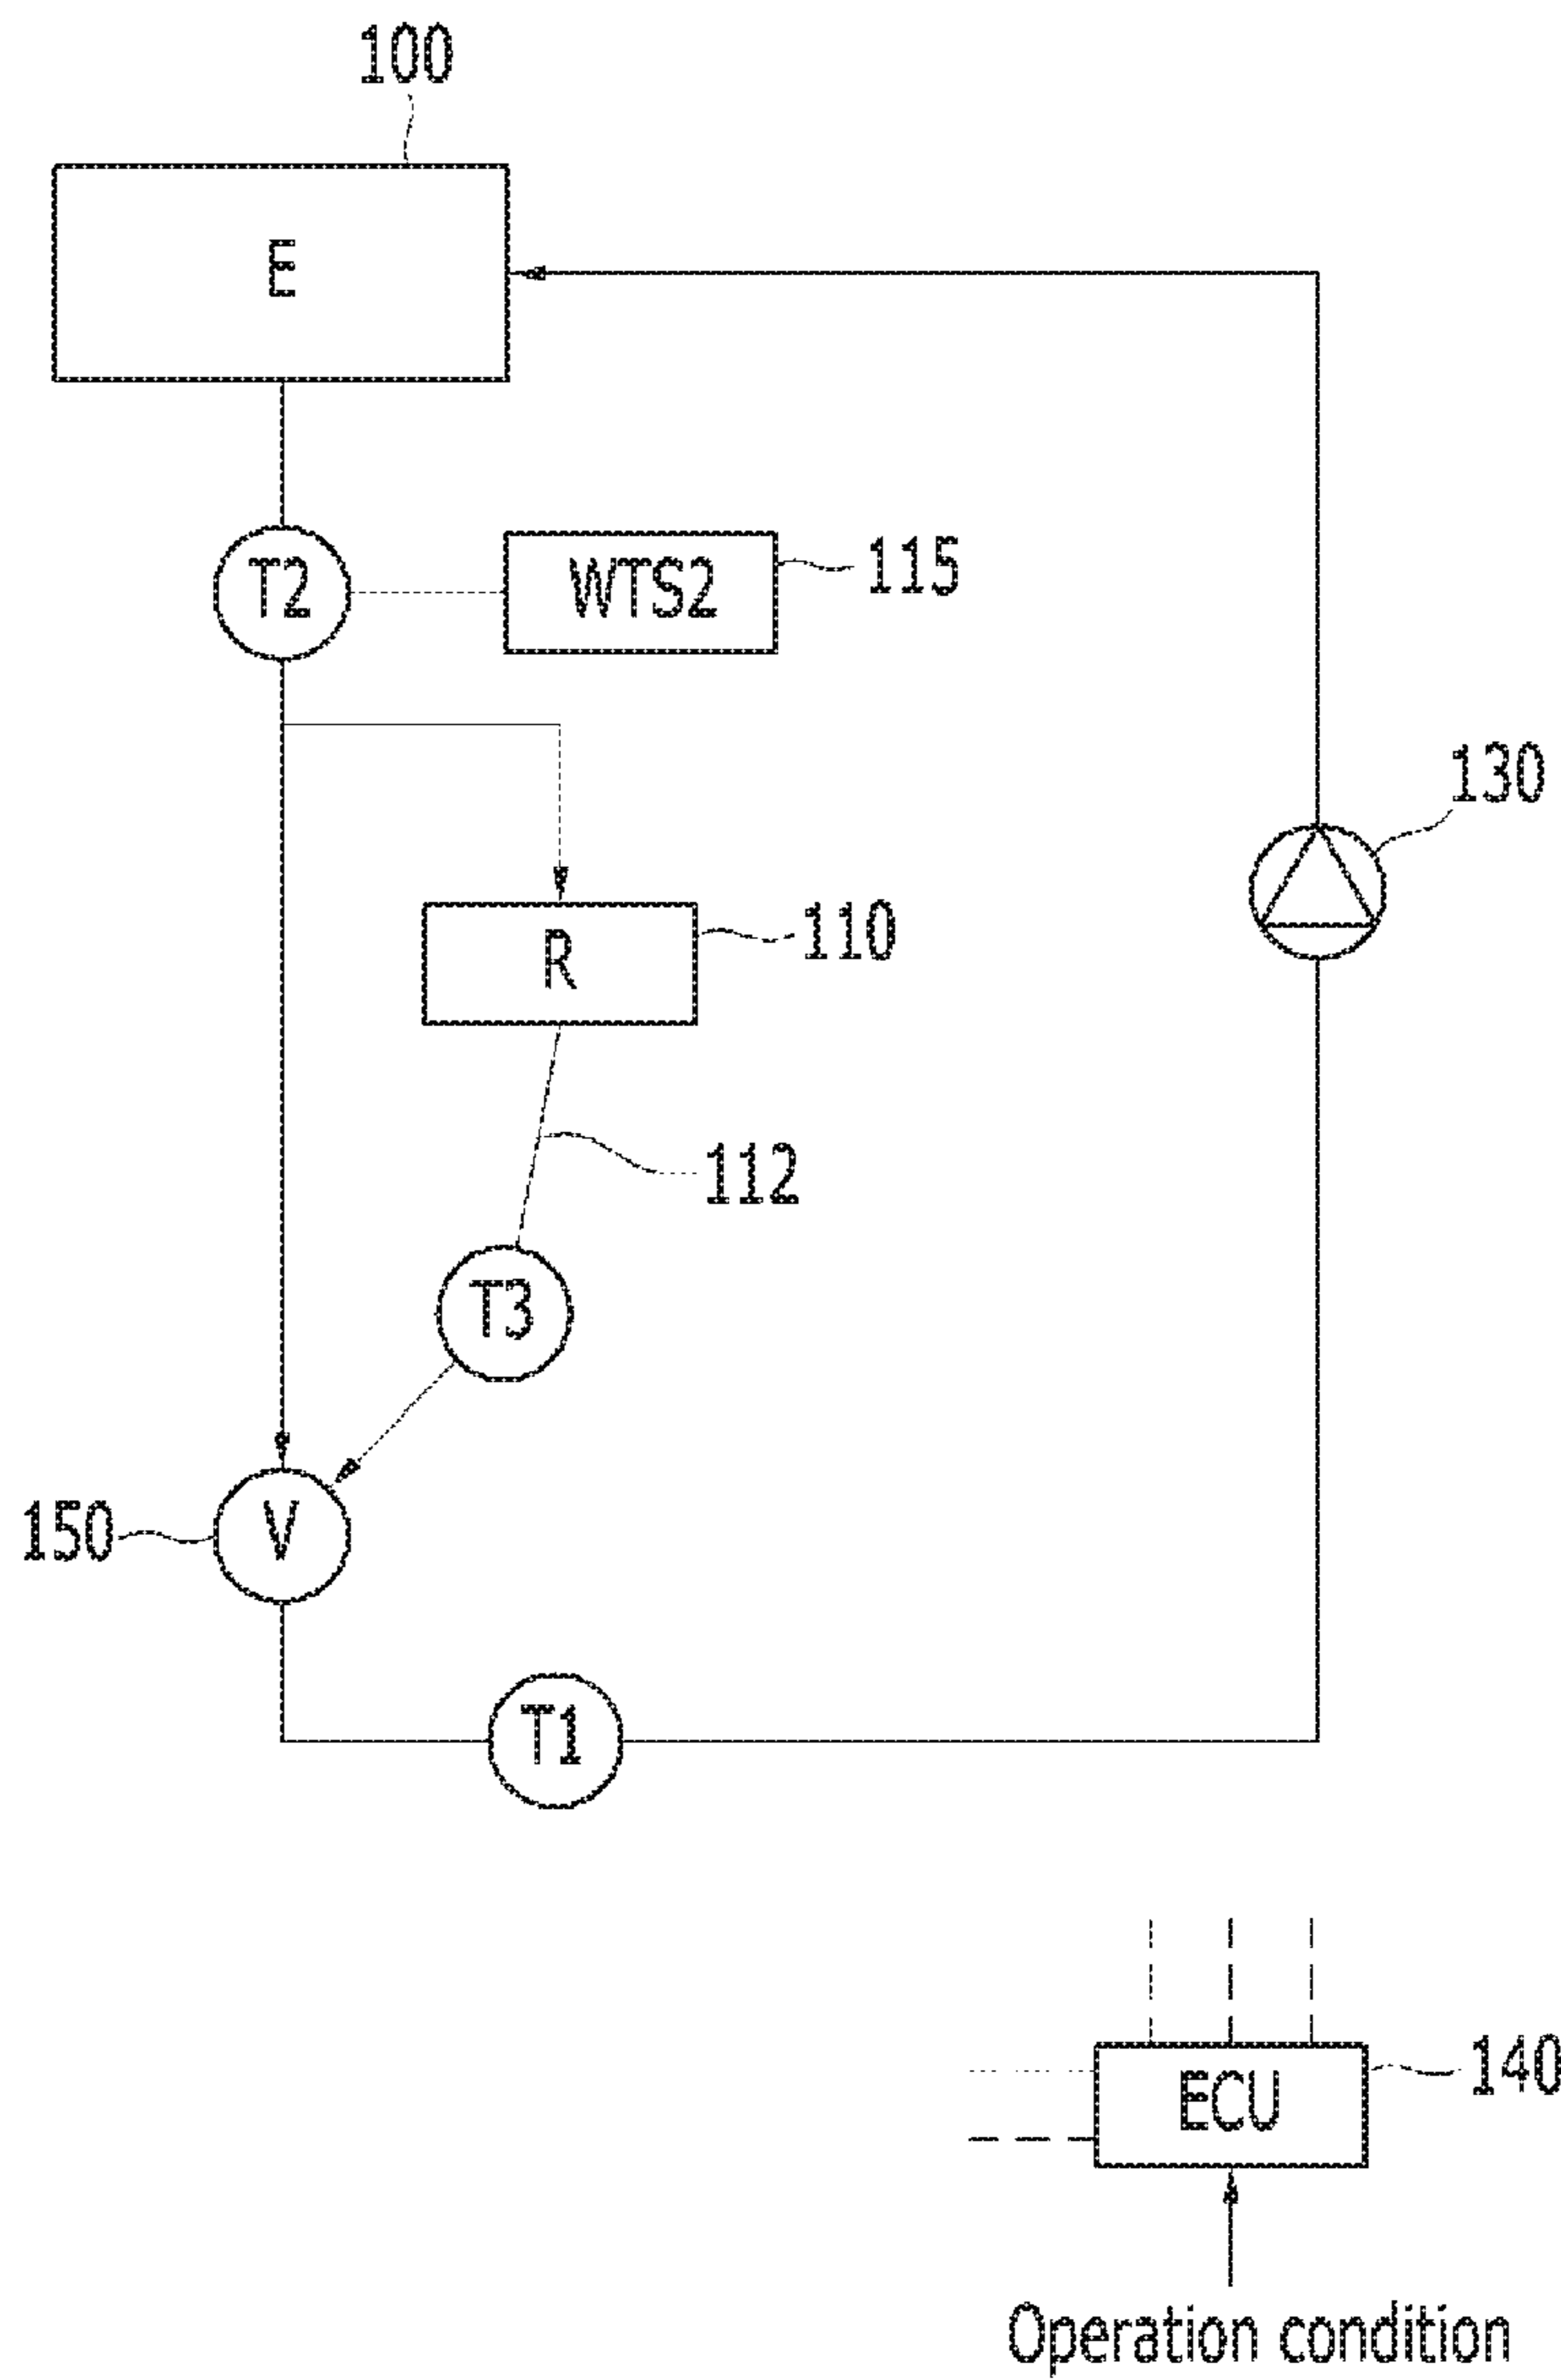 100
E
T2
WTS2
115
130
R
110
112
T3
150
V
T1
ECU
140
Operation condition